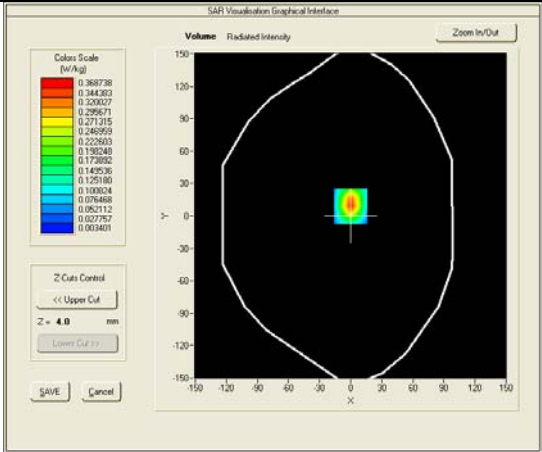 SAR Visualisation Graphical Interface
Volume Radiated Intensity
Zoom In/Out
Colors Scale
(W/kg)
0.368738
0.344383
0.320027
0.295671
0.271315
0.246959
0.222603
0.198248
0.173892
0.149536
0.125180
0.100824
0.076468
0.052112
0.027757
0.003401
Z-Cuts Control
<< Upper Cut
Z = 4.0 mm
Lower Cut >>
SAVE Cancel
150
120
90
60
30
0
-30
-60
-90
-120
-150
Y
-150 -120 -90 -60 -30 0 30 60 90 120 150
X